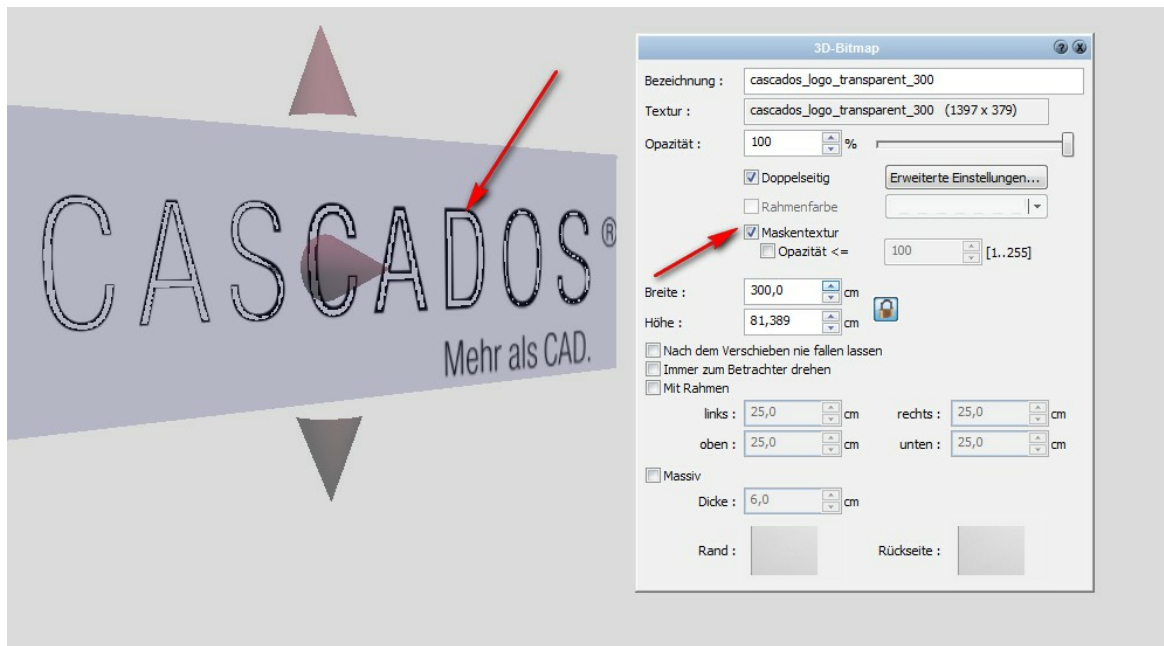 CASCADOS®
Mehr als CAD.
3D-Bitmap
Bezeichnung : cascados_logo_transparent_300
Textur : cascados_logo_transparent_300 (1397 x 379)
Opazität : 100 %
Doppelseitig Erweiterte Einstellungen...
Rahmenfarbe
Maskentextur
Opazität <= 100 [1..255]
Breite : 300,0 cm
Höhe : 81,389 cm
Nach dem Verschieben nie fallen lassen
Immer zum Betrachter drehen
Mit Rahmen
links : 25,0 cm rechts : 25,0 cm
oben : 25,0 cm unten : 25,0 cm
Massiv
Dicke : 6,0 cm
Rand : Rückseite :